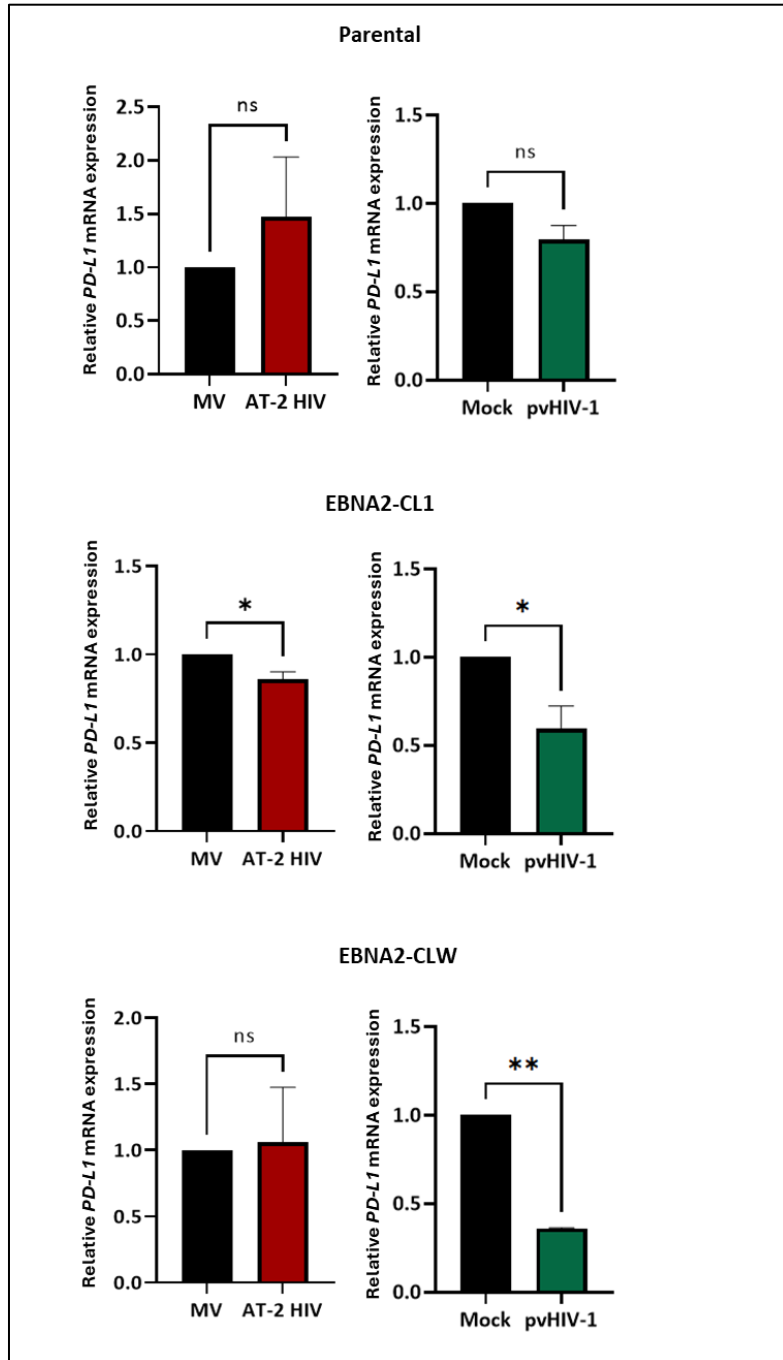 Parental
Relative PD-L1 mRNA expression
2.5
2.0
1.5
1.0
0.5
0.0
ns
MV AT-2 HIV
Relative PD-L1 mRNA expression
1.5
1.0
0.5
0.0
ns
Mock pvHIV-1
EBNA2-CL1
Relative PD-L1 mRNA expression
1.5
1.0
0.5
0.0
*
MV AT-2 HIV
Relative PD-L1 mRNA expression
1.5
1.0
0.5
0.0
*
Mock pvHIV-1
EBNA2-CLW
Relative PD-L1 mRNA expression
2.0
1.5
1.0
0.5
0.0
ns
MV AT-2 HIV
Relative PD-L1 mRNA expression
1.5
1.0
0.5
0.0
**
Mock pvHIV-1